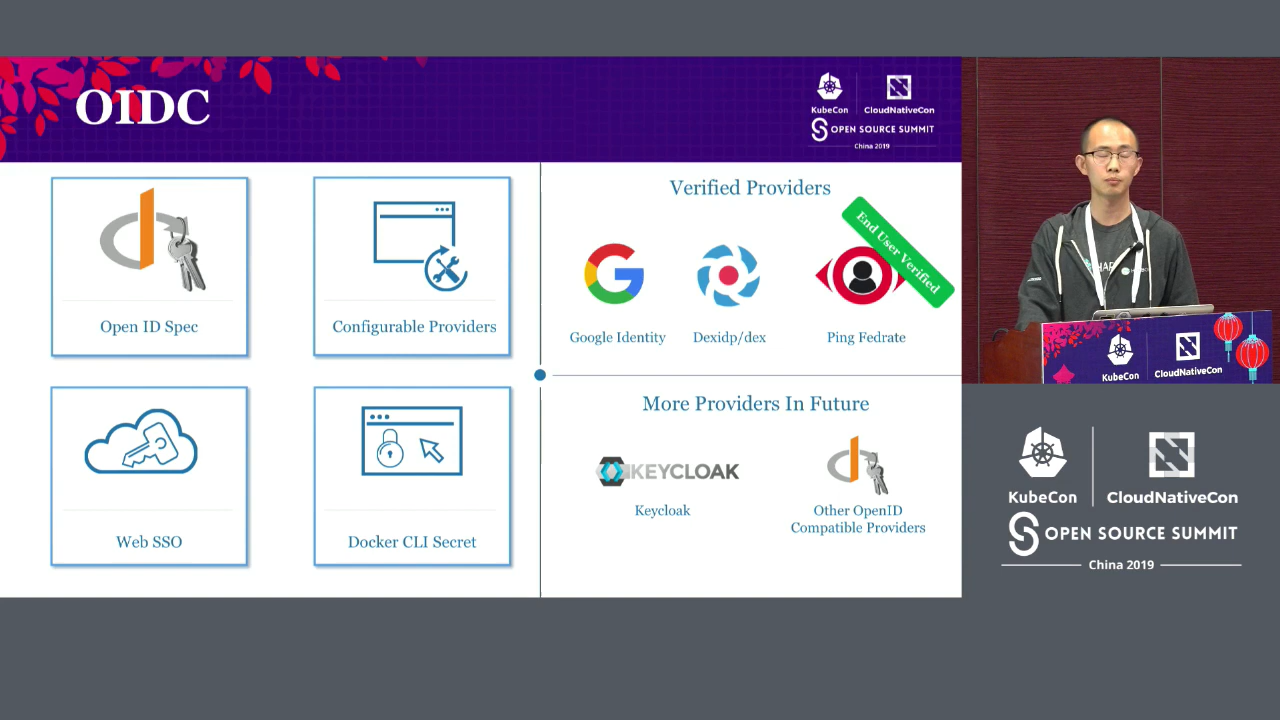 OIDC
KubeCon
CloudNativeCon
OPEN SOURCE SUMMIT
China 2019
Open ID Spec
Configurable Providers
Web SSO
Docker CLI Secret
Verified Providers
End User Verified
Google Identity
Dexidp/dex
Ping Fedrate
More Providers In Future
KEYCLOAK
Keycloak
Other OpenID
Compatible Providers
KubeCon
CloudNativeCon
KubeCon
CloudNativeCon
OPEN SOURCE SUMMIT
China 2019